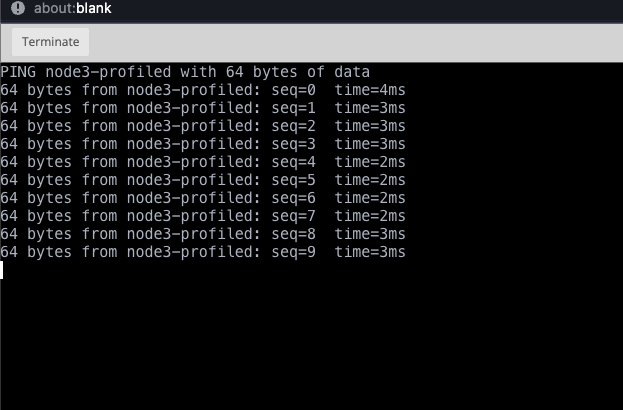 about:blank
Terminate
PING node3-profiled with 64 bytes of data
64 bytes from node3-profiled: seq=0  time=4ms
64 bytes from node3-profiled: seq=1  time=3ms
64 bytes from node3-profiled: seq=2  time=3ms
64 bytes from node3-profiled: seq=3  time=3ms
64 bytes from node3-profiled: seq=4  time=2ms
64 bytes from node3-profiled: seq=5  time=2ms
64 bytes from node3-profiled: seq=6  time=2ms
64 bytes from node3-profiled: seq=7  time=2ms
64 bytes from node3-profiled: seq=8  time=3ms
64 bytes from node3-profiled: seq=9  time=3ms